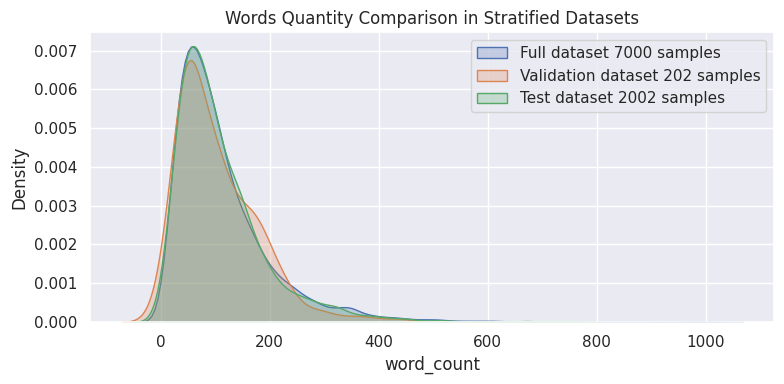 Words Quantity Comparison in Stratified Datasets
Full dataset 7000 samples
Validation dataset 202 samples
Test dataset 2002 samples
0.007
0.006
0.005
0.004
0.003
0.002
0.001
0.000
Density
0 200 400 600 800 1000
word_count